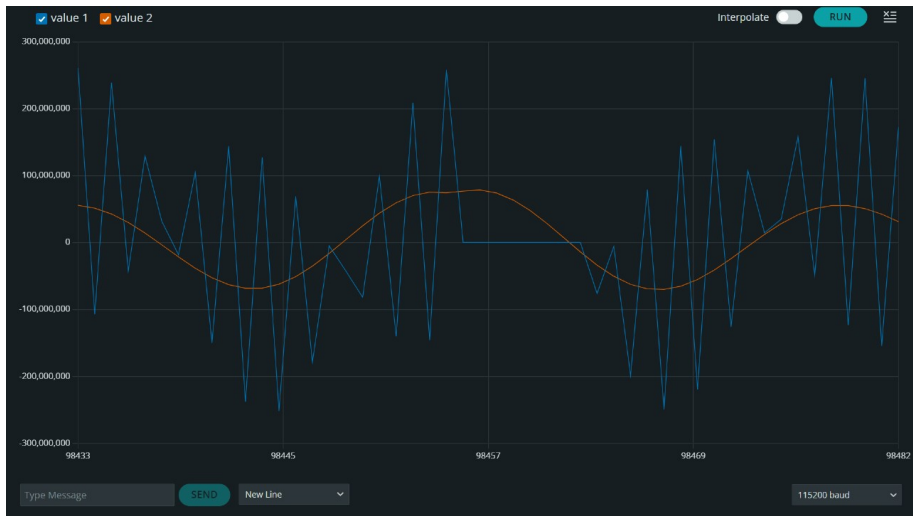 value 1 value 2 Interpolate RUN
300,000,000
200,000,000
100,000,000
0
-100,000,000
-200,000,000
-300,000,000
98433 98445 98457 98469 98482
Type Message SEND New Line 115200 baud